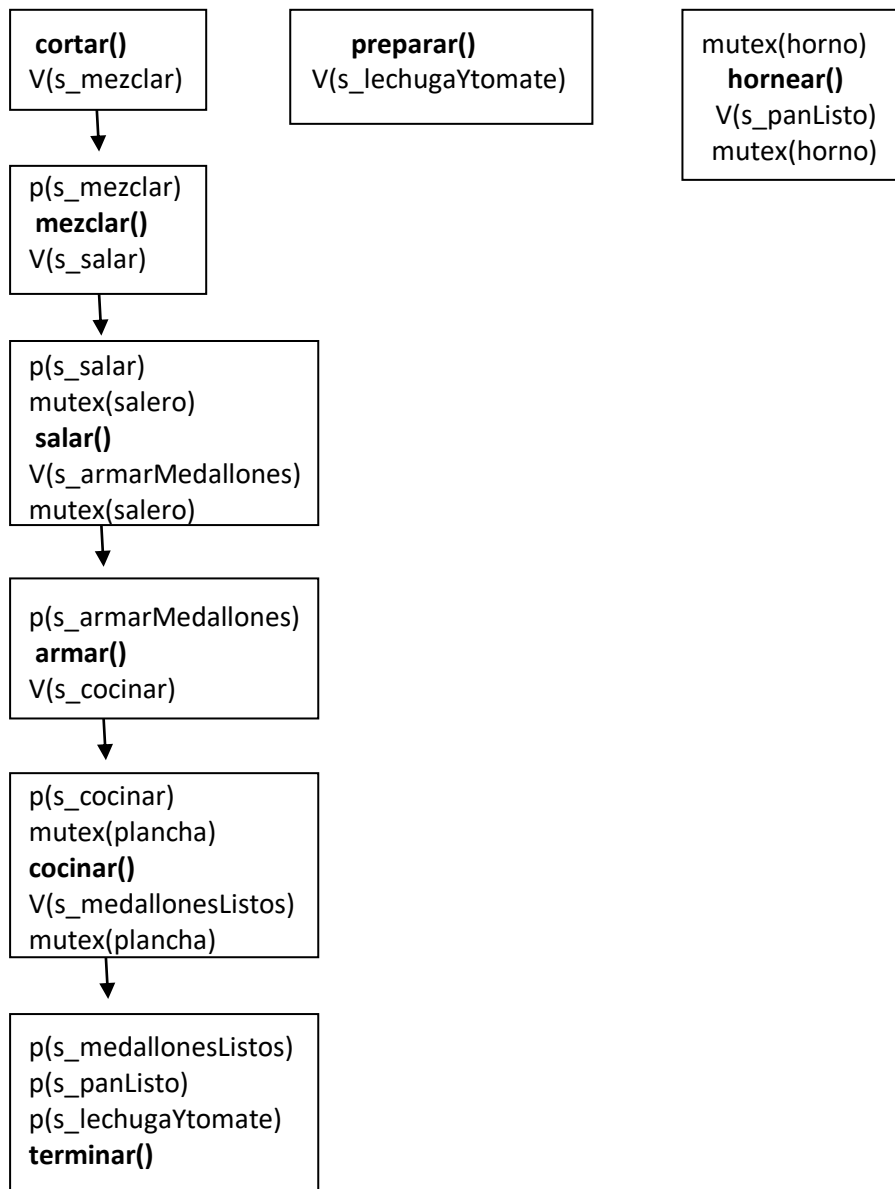 cortar()
V(s_mezclar)
preparar()
V(s_lechugaYtomate)
mutex(horno)
hornear()
V(s_panListo)
mutex(horno)
p(s_mezclar)
mezclar()
V(s_salar)
p(s_salar)
mutex(salero)
salar()
V(s_armarMedallones)
mutex(salero)
p(s_armarMedallones)
armar()
V(s_cocinar)
p(s_cocinar)
mutex(plancha)
cocinar()
V(s_medallonesListos)
mutex(plancha)
p(s_medallonesListos)
p(s_panListo)
p(s_lechugaYtomate)
terminar()